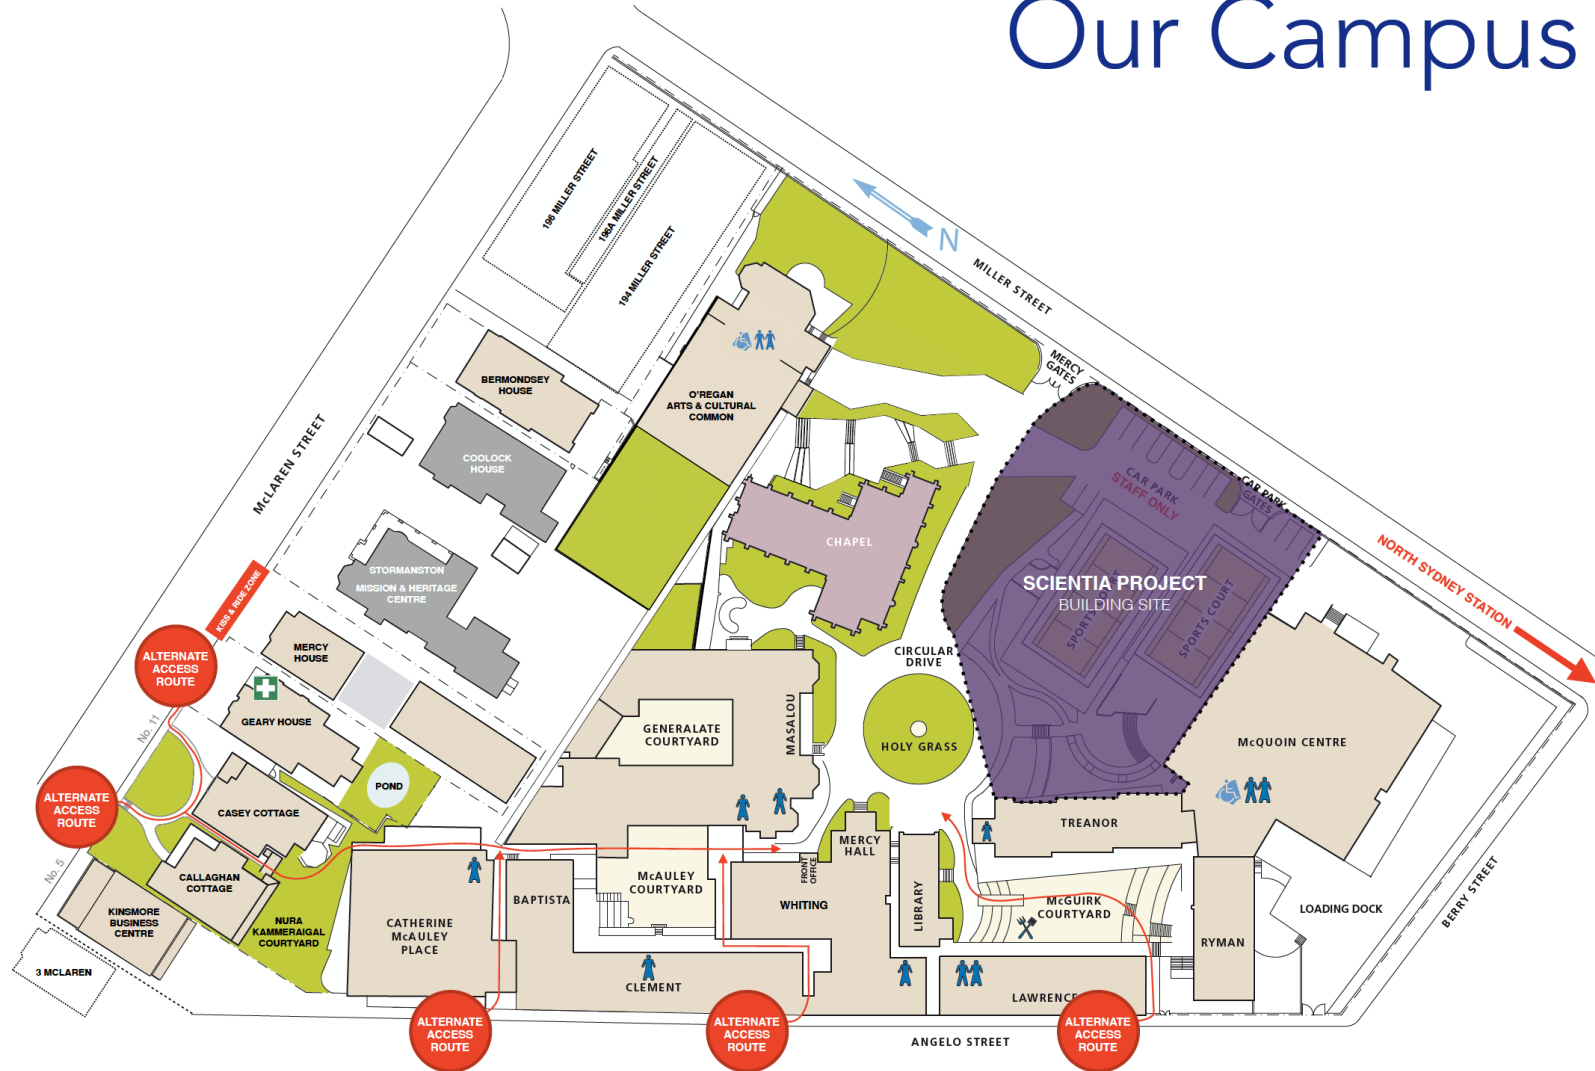 Our Campus
196 MILLER STREET
196A MILLER STREET
194 MILLER STREET
N
MILLER STREET
MERCY
GATES
BERMONDSEY
HOUSE
O'REGAN
ARTS & CULTURAL
COMMON
McLAREN STREET
COOLOCK
HOUSE
CAR PARK
STAFF ONLY
CAR PARK
GATES
CHAPEL
NORTH SYDNEY STATION
STORMANSTON
MISSION & HERITAGE
CENTRE
SCIENTIA PROJECT
BUILDING SITE
SPORTS COURT
SPORTS COURT
KISS & RIDE ZONE
MERCY
HOUSE
ALTERNATE
ACCESS
ROUTE
CIRCULAR
DRIVE
No. 11
GEARY HOUSE
GENERALATE
COURTYARD
MASALOU
HOLY GRASS
McQUOIN CENTRE
POND
ALTERNATE
ACCESS
ROUTE
CASEY COTTAGE
TREANOR
MERCY
HALL
FRONT
OFFICE
No. 5
CALLAGHAN
COTTAGE
McAULEY
COURTYARD
BAPTISTA
WHITING
LIBRARY
McGUIRK
COURTYARD
LOADING DOCK
BERRY STREET
KINSMORE
BUSINESS
CENTRE
NURA
KAMMERAIGAL
COURTYARD
CATHERINE
McAULEY
PLACE
RYMAN
3 MCLAREN
CLEMENT
LAWRENCE
ALTERNATE
ACCESS
ROUTE
ALTERNATE
ACCESS
ROUTE
ALTERNATE
ACCESS
ROUTE
ANGELO STREET